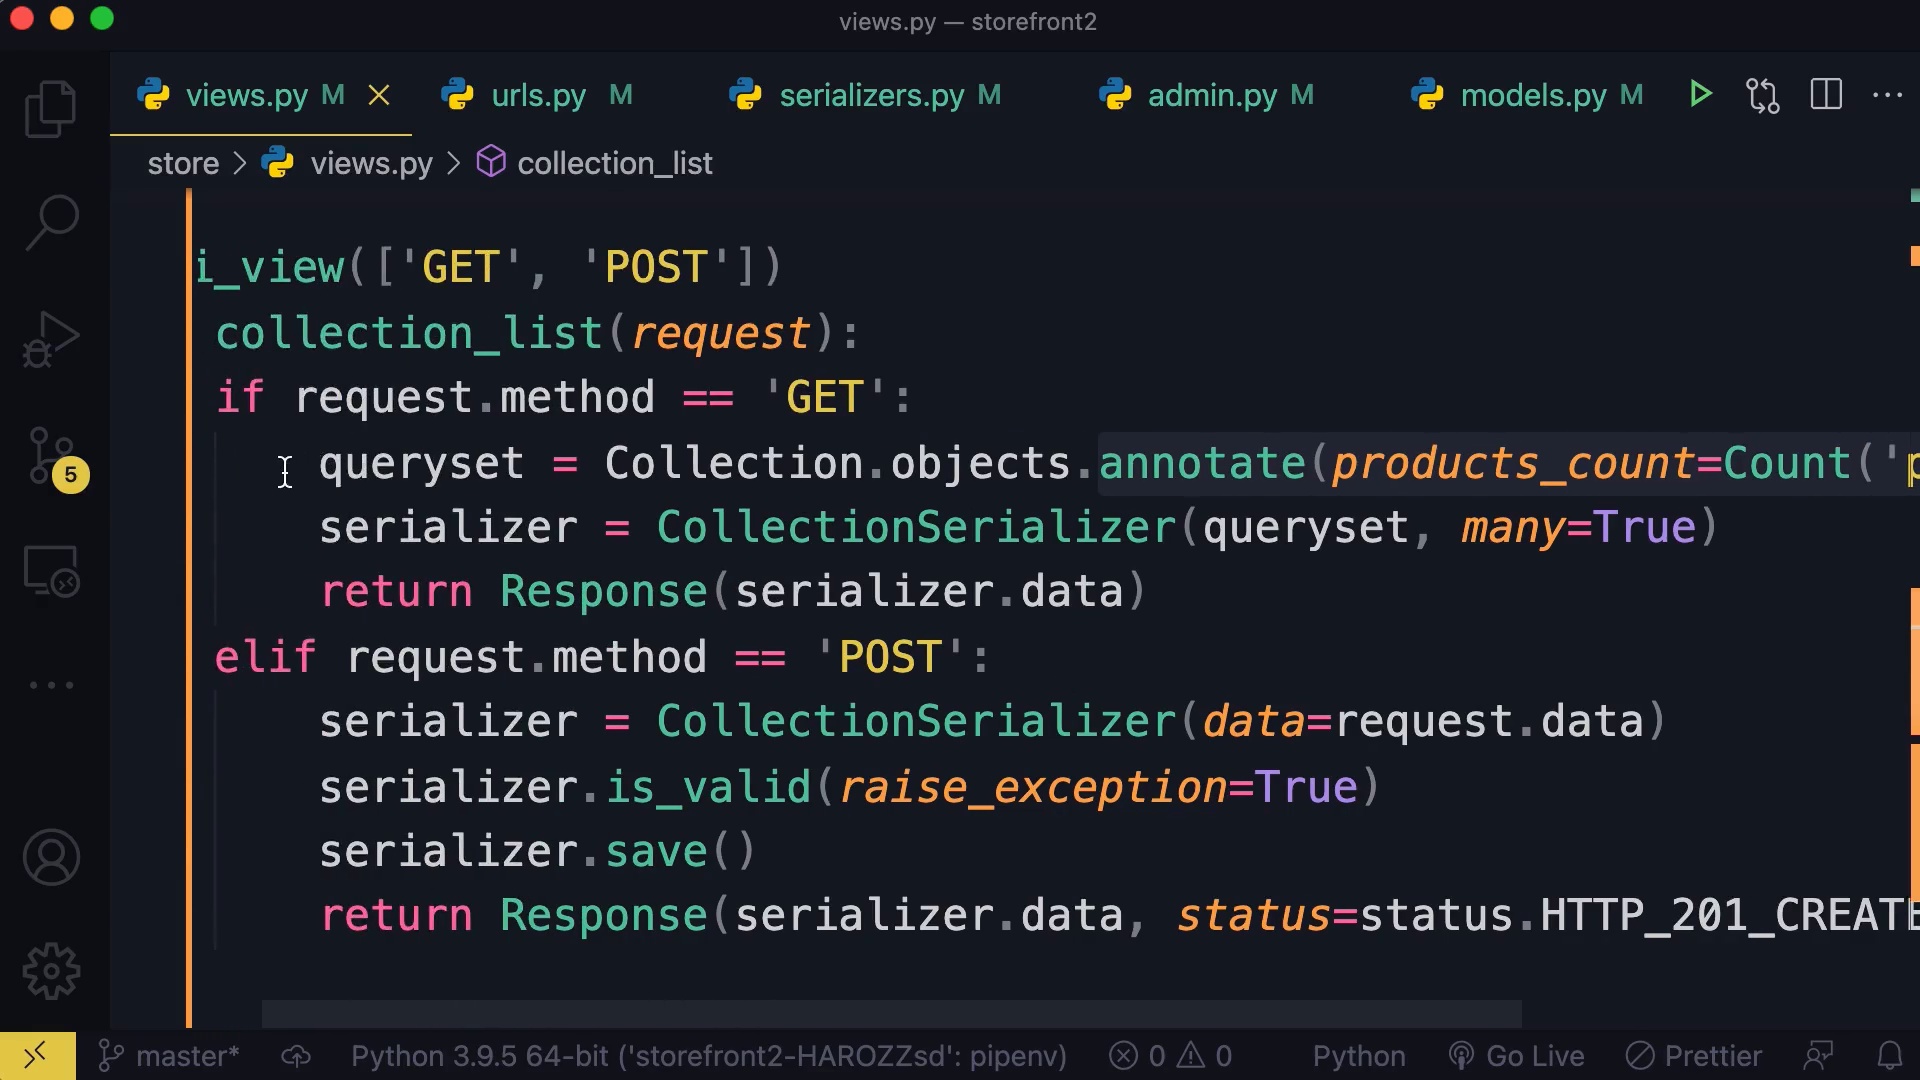 views.py — storefront2
views.py M urls.py M serializers.py M admin.py M models.py M
store > views.py > collection_list
i_view(['GET', 'POST'])
collection_list(request):
if request.method == 'GET':
queryset = Collection.objects.annotate(products_count=Count('p
serializer = CollectionSerializer(queryset, many=True)
return Response(serializer.data)
elif request.method == 'POST':
serializer = CollectionSerializer(data=request.data)
serializer.is_valid(raise_exception=True)
serializer.save()
return Response(serializer.data, status=status.HTTP_201_CREATE
5
master* Python 3.9.5 64-bit ('storefront2-HAROZZsd': pipenv) 0 0 Python Go Live Prettier